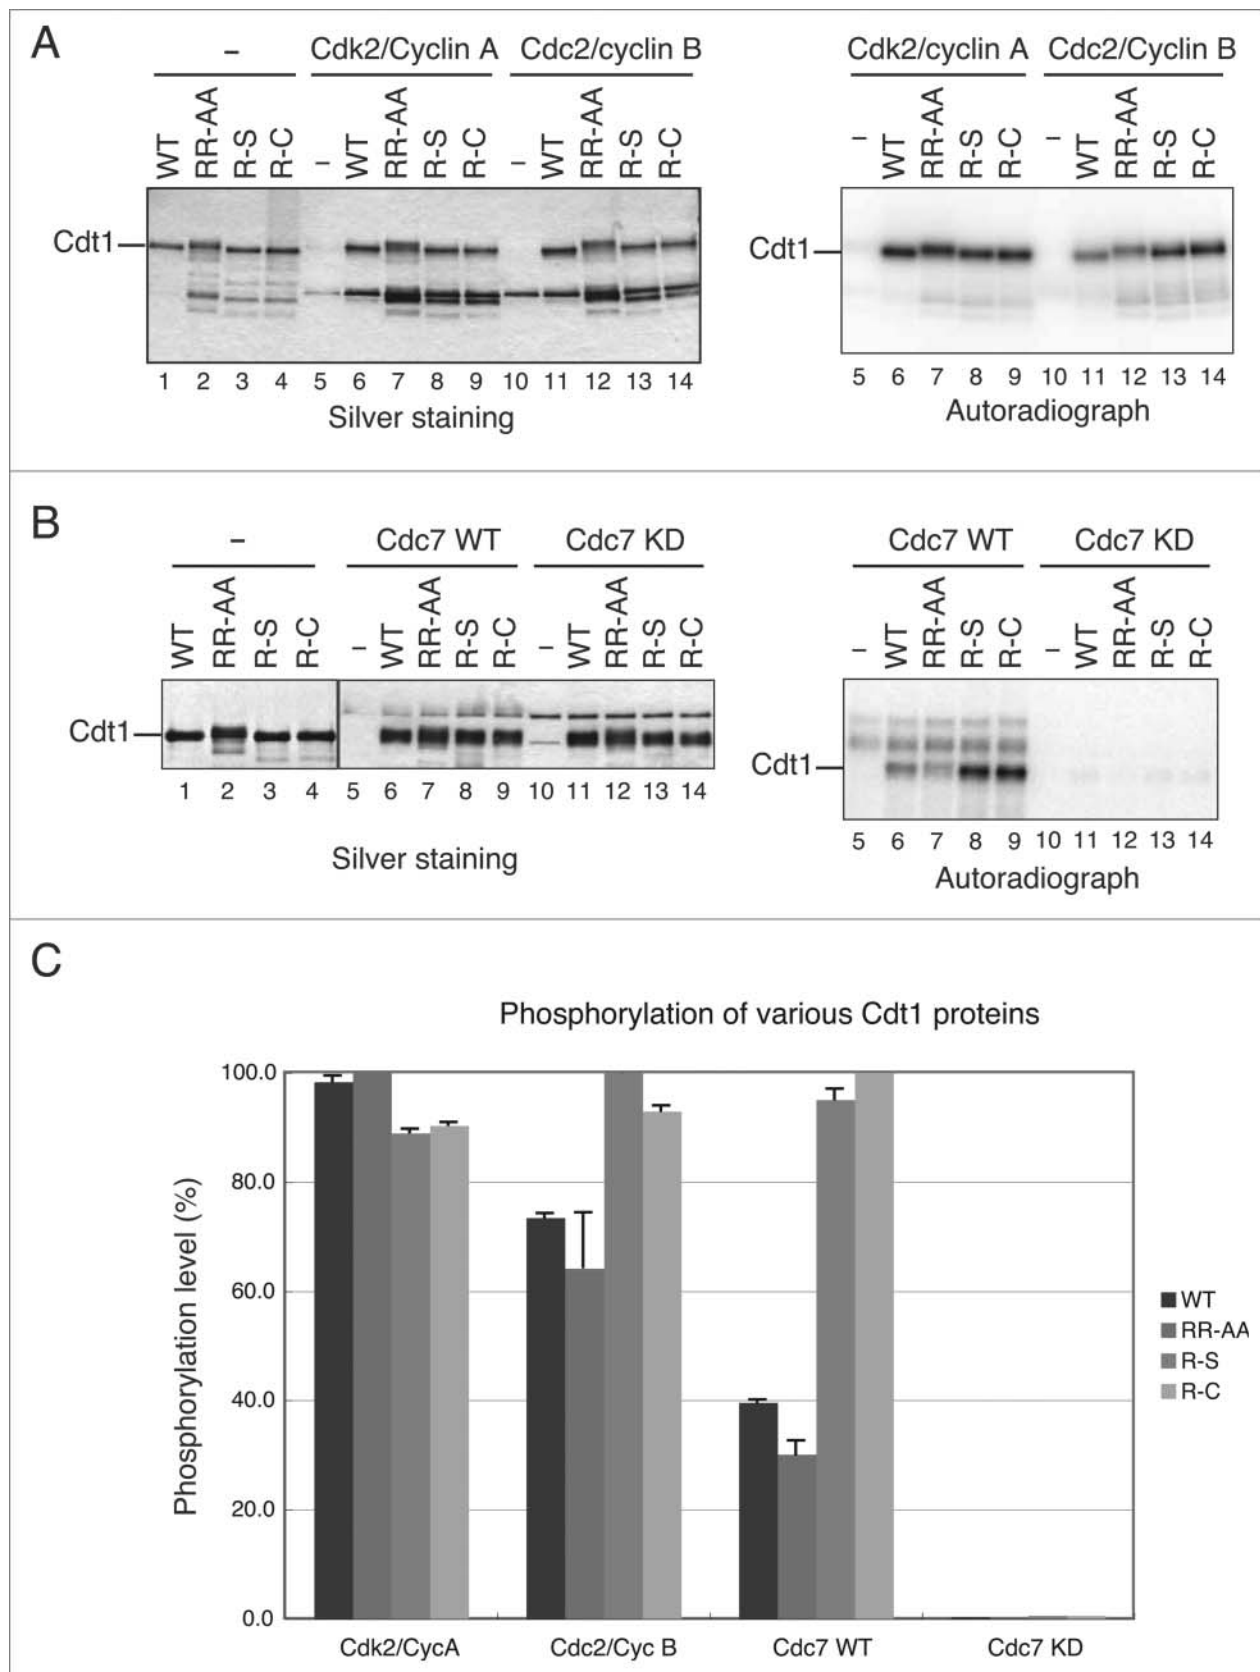 A
– Cdk2/Cyclin A Cdc2/cyclin B
WT RR-AA R-S R-C – WT RR-AA R-S R-C – WT RR-AA R-S R-C
Cdt1
1 2 3 4 5 6 7 8 9 10 11 12 13 14
Silver staining
Cdk2/cyclin A Cdc2/Cyclin B
– WT RR-AA R-S R-C – WT RR-AA R-S R-C
Cdt1
5 6 7 8 9 10 11 12 13 14
Autoradiograph
B
– Cdc7 WT Cdc7 KD
WT RR-AA R-S R-C – WT RR-AA R-S R-C – WT RR-AA R-S R-C
Cdt1
1 2 3 4 5 6 7 8 9 10 11 12 13 14
Silver staining
Cdc7 WT Cdc7 KD
– WT RR-AA R-S R-C – WT RR-AA R-S R-C
Cdt1
5 6 7 8 9 10 11 12 13 14
Autoradiograph
C
Phosphorylation of various Cdt1 proteins
Phosphorylation level (%)
100.0
80.0
60.0
40.0
20.0
0.0
Cdk2/CycA Cdc2/Cyc B Cdc7 WT Cdc7 KD
WT
RR-AA
R-S
R-C